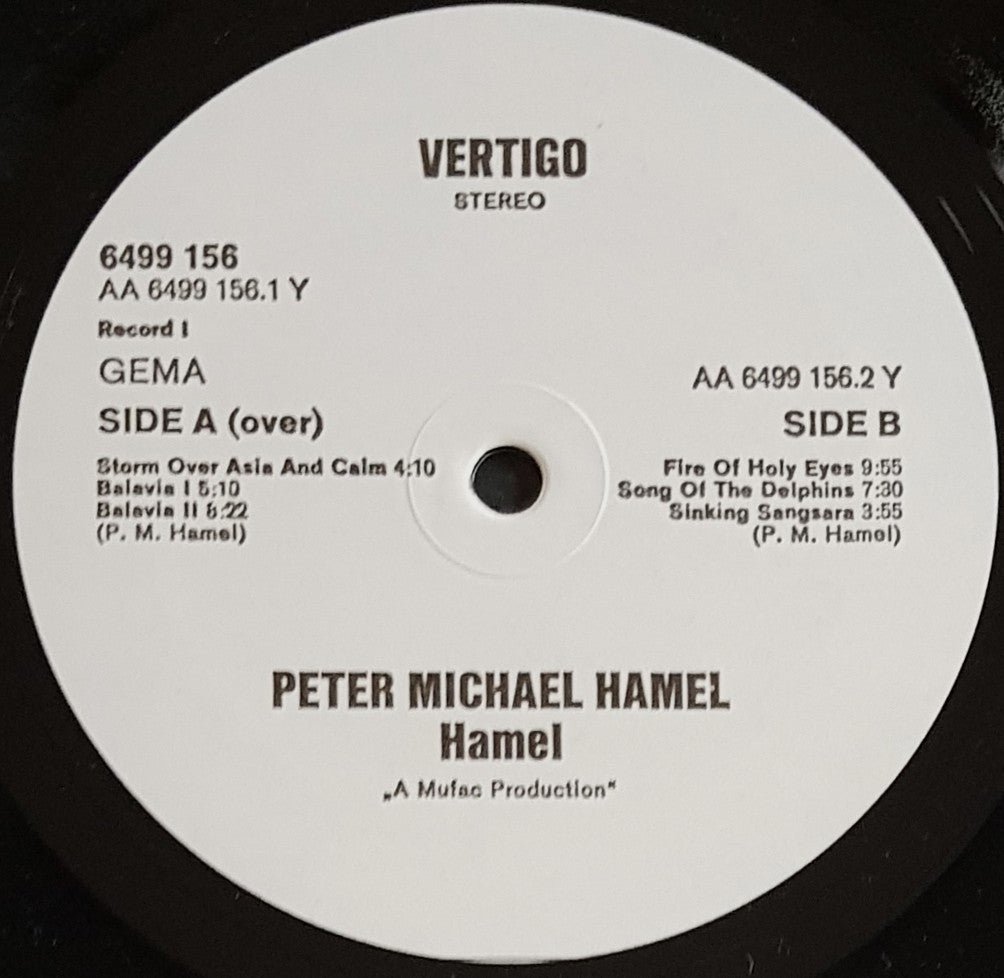 VERTIGO
STEREO
6499 156
AA 6499 156.1 Y
Record I
GEMA
SIDE A (over)
Storm Over Asia And Calm 4:10
Balavia I 5:10
Balavia II 6:22
(P. M. Hamel)
AA 6499 156.2 Y
SIDE B
Fire Of Holy Eyes 9:55
Song Of The Dolphins 7:30
Sinking Sangsara 3:55
(P. M. Hamel)
PETER MICHAEL HAMEL
Hamel
„A Mufac Production“